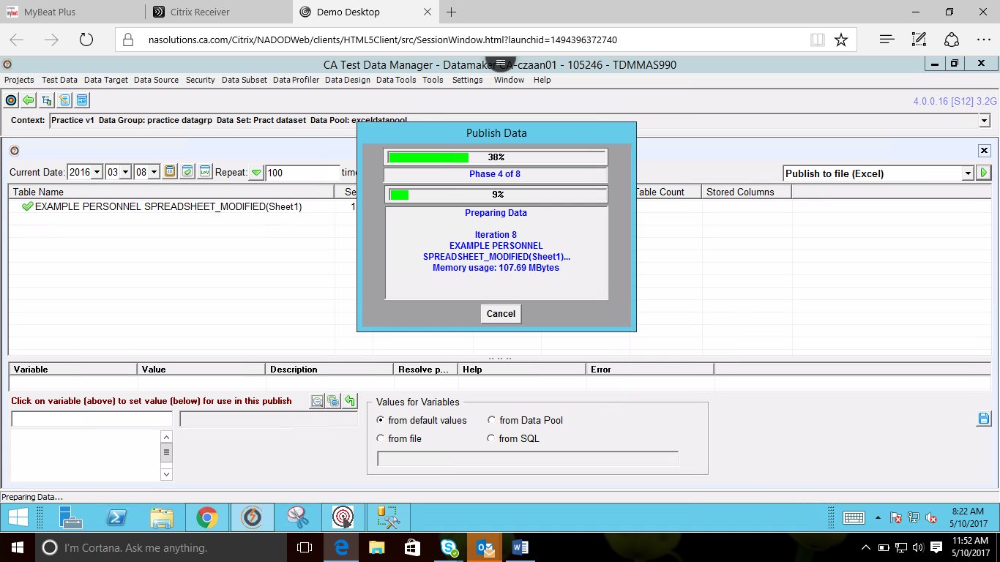 MyBeat Plus
Citrix Receiver
Demo Desktop
nasolutions.ca.com/Citrix/NADODWeb/clients/HTML5Client/src/SessionWindow.html?launchid=1494396372740
CA Test Data Manager - Datamaker CA-czaan01 - 105246 - TDMMAS990
Projects Test Data Data Target Data Source Security Data Subset Data Profiler Data Design Data Tools Tools Settings Window Help
4.0.0.16 [S12] 3.2G
Context: Practice v1 Data Group: practice datagrp Data Set: Pract dataset Data Pool: exceldatapool
Publish Data
38%
Phase 4 of 8
9%
Preparing Data
Iteration 8
EXAMPLE PERSONNEL
SPREADSHEET_MODIFIED(Sheet1)...
Memory usage: 107.69 MBytes
Cancel
Current Date: 2016 03 08 Repeat: 100 time
Publish to file (Excel)
Table Name Se Table Count Stored Columns
EXAMPLE PERSONNEL SPREADSHEET_MODIFIED(Sheet1) 1
Variable Value Description Resolve p... Help Error
Click on variable (above) to set value (below) for use in this publish
Values for Variables
from default values from Data Pool
from file from SQL
Preparing Data...
8:22 AM
5/10/2017
I'm Cortana. Ask me anything.
11:52 AM
5/10/2017